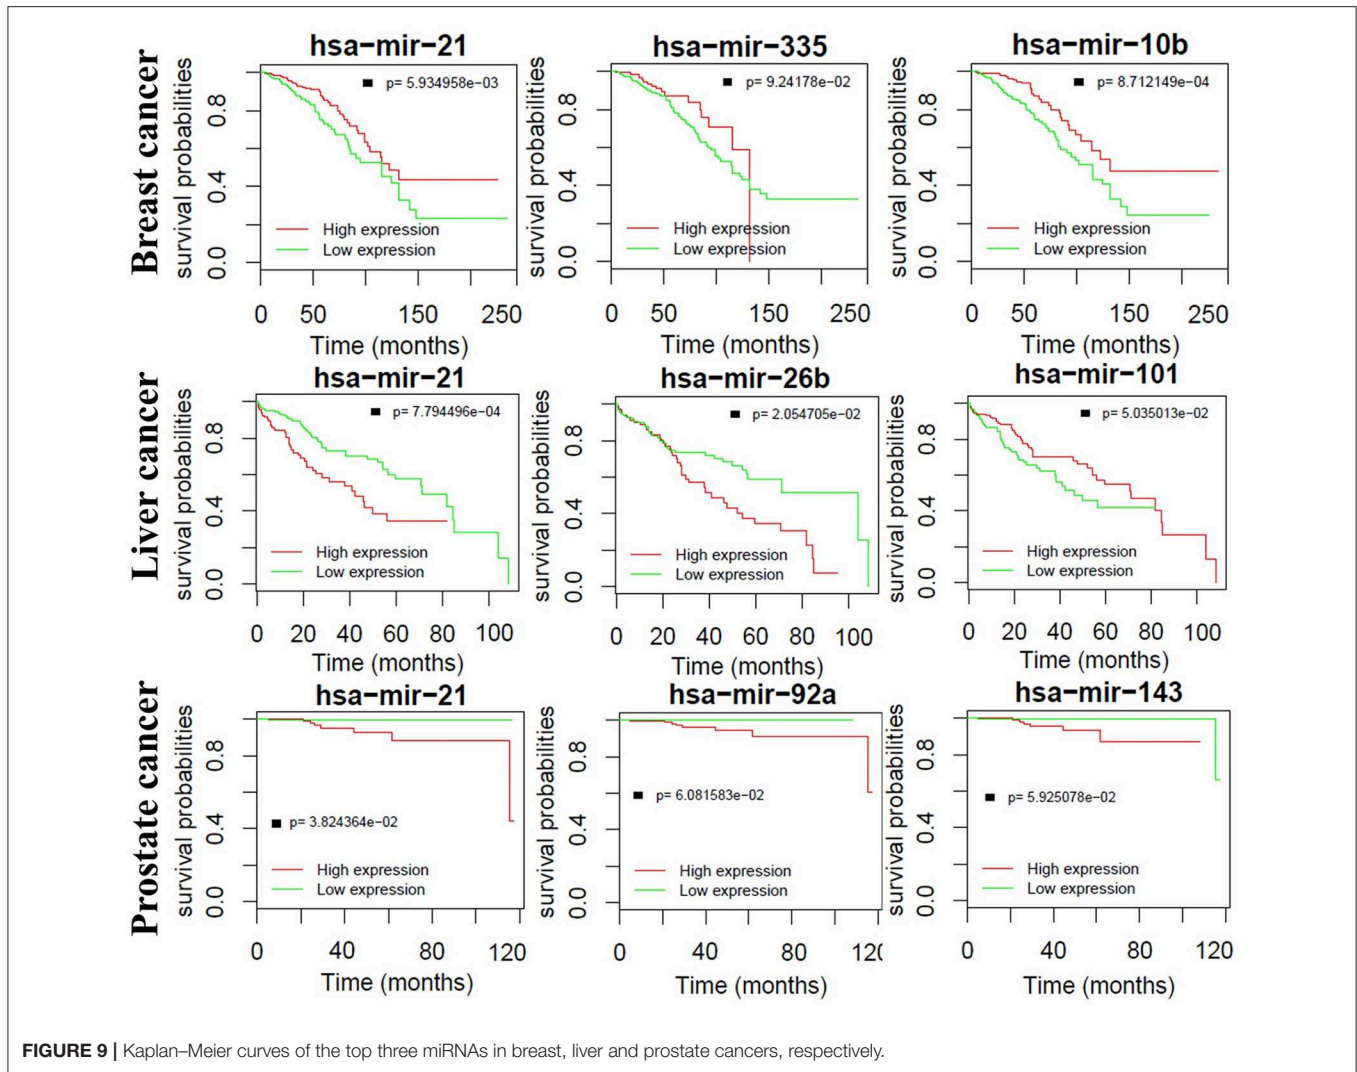 Breast cancer
hsa−mir−21
survival probabilities
0.0 0.4 0.8
p= 5.934958e−03
High expression
Low expression
0 50 150 250
Time (months)
hsa−mir−335
survival probabilities
0.0 0.4 0.8
p= 9.24178e−02
High expression
Low expression
0 50 150 250
Time (months)
hsa−mir−10b
survival probabilities
0.0 0.4 0.8
p= 8.712149e−04
High expression
Low expression
0 50 150 250
Time (months)
Liver cancer
hsa−mir−21
survival probabilities
0.0 0.4 0.8
p= 7.794496e−04
High expression
Low expression
0 20 40 60 80 100
Time (months)
hsa−mir−26b
survival probabilities
0.0 0.4 0.8
p= 2.054705e−02
High expression
Low expression
0 20 40 60 80 100
Time (months)
hsa−mir−101
survival probabilities
0.0 0.4 0.8
p= 5.035013e−02
High expression
Low expression
0 20 40 60 80 100
Time (months)
Prostate cancer
hsa−mir−21
survival probabilities
0.0 0.4 0.8
p= 3.824364e−02
High expression
Low expression
0 40 80 120
Time (months)
hsa−mir−92a
survival probabilities
0.0 0.4 0.8
p= 6.081583e−02
High expression
Low expression
0 40 80 120
Time (months)
hsa−mir−143
survival probabilities
0.0 0.4 0.8
p= 5.925078e−02
High expression
Low expression
0 40 80 120
Time (months)
FIGURE 9 | Kaplan–Meier curves of the top three miRNAs in breast, liver and prostate cancers, respectively.